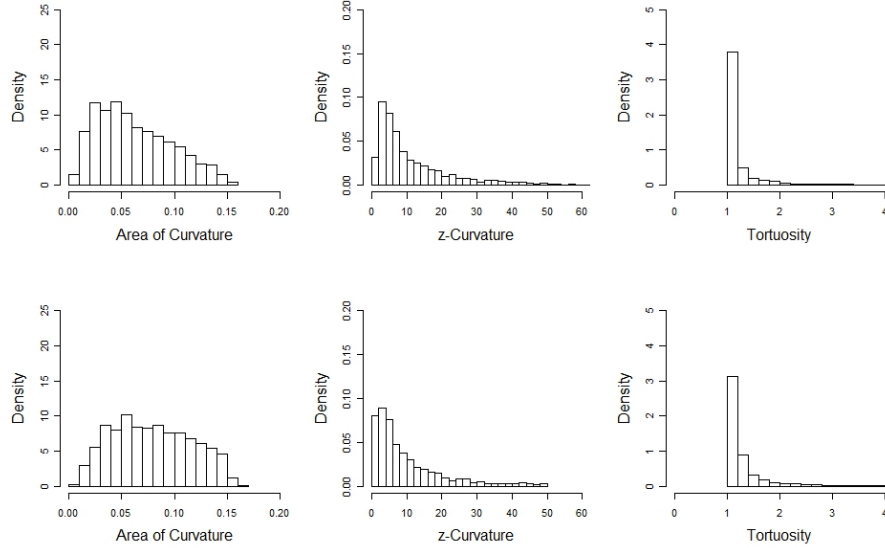 Density
0 5 10 15 20 25
0.00 0.05 0.10 0.15 0.20
Area of Curvature
Density
0.00 0.05 0.10 0.15 0.20
0 10 20 30 40 50 60
z-Curvature
Density
0 1 2 3 4 5
0 1 2 3 4
Tortuosity
Density
0 5 10 15 20 25
0.00 0.05 0.10 0.15 0.20
Area of Curvature
Density
0.00 0.05 0.10 0.15 0.20
0 10 20 30 40 50 60
z-Curvature
Density
0 1 2 3 4 5
0 1 2 3 4
Tortuosity